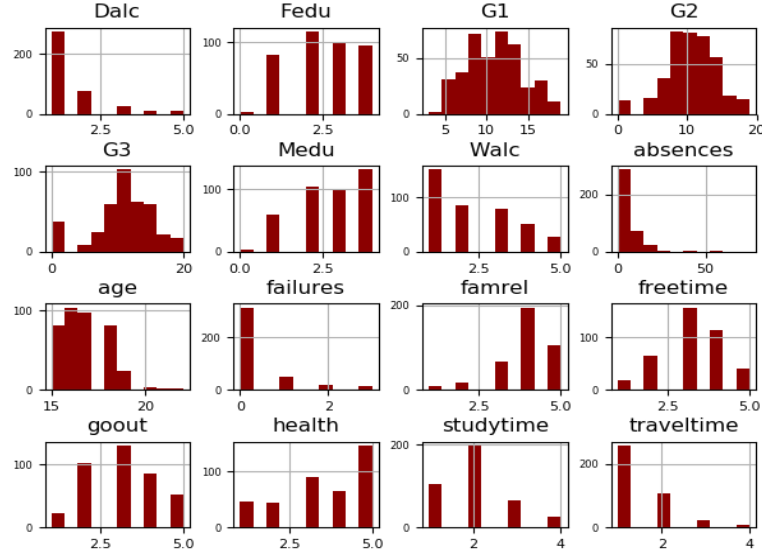 Dalc Fedu G1 G2
200 100 50 50
0 0 0 0
2.5 5.0 0.0 2.5 5 10 15 0 10 20
G3 Medu Walc absences
100 100 100 200
0 0 0 0
0 10 20 0.0 2.5 2.5 5.0 0 50
age failures famrel freetime
100 200 200 100
0 0 0 0
15 20 0 2 2.5 5.0 2.5 5.0
goout health studytime traveltime
100 100 200 200
0 0 100 0
0
2.5 5.0 2.5 5.0 2 4 2 4